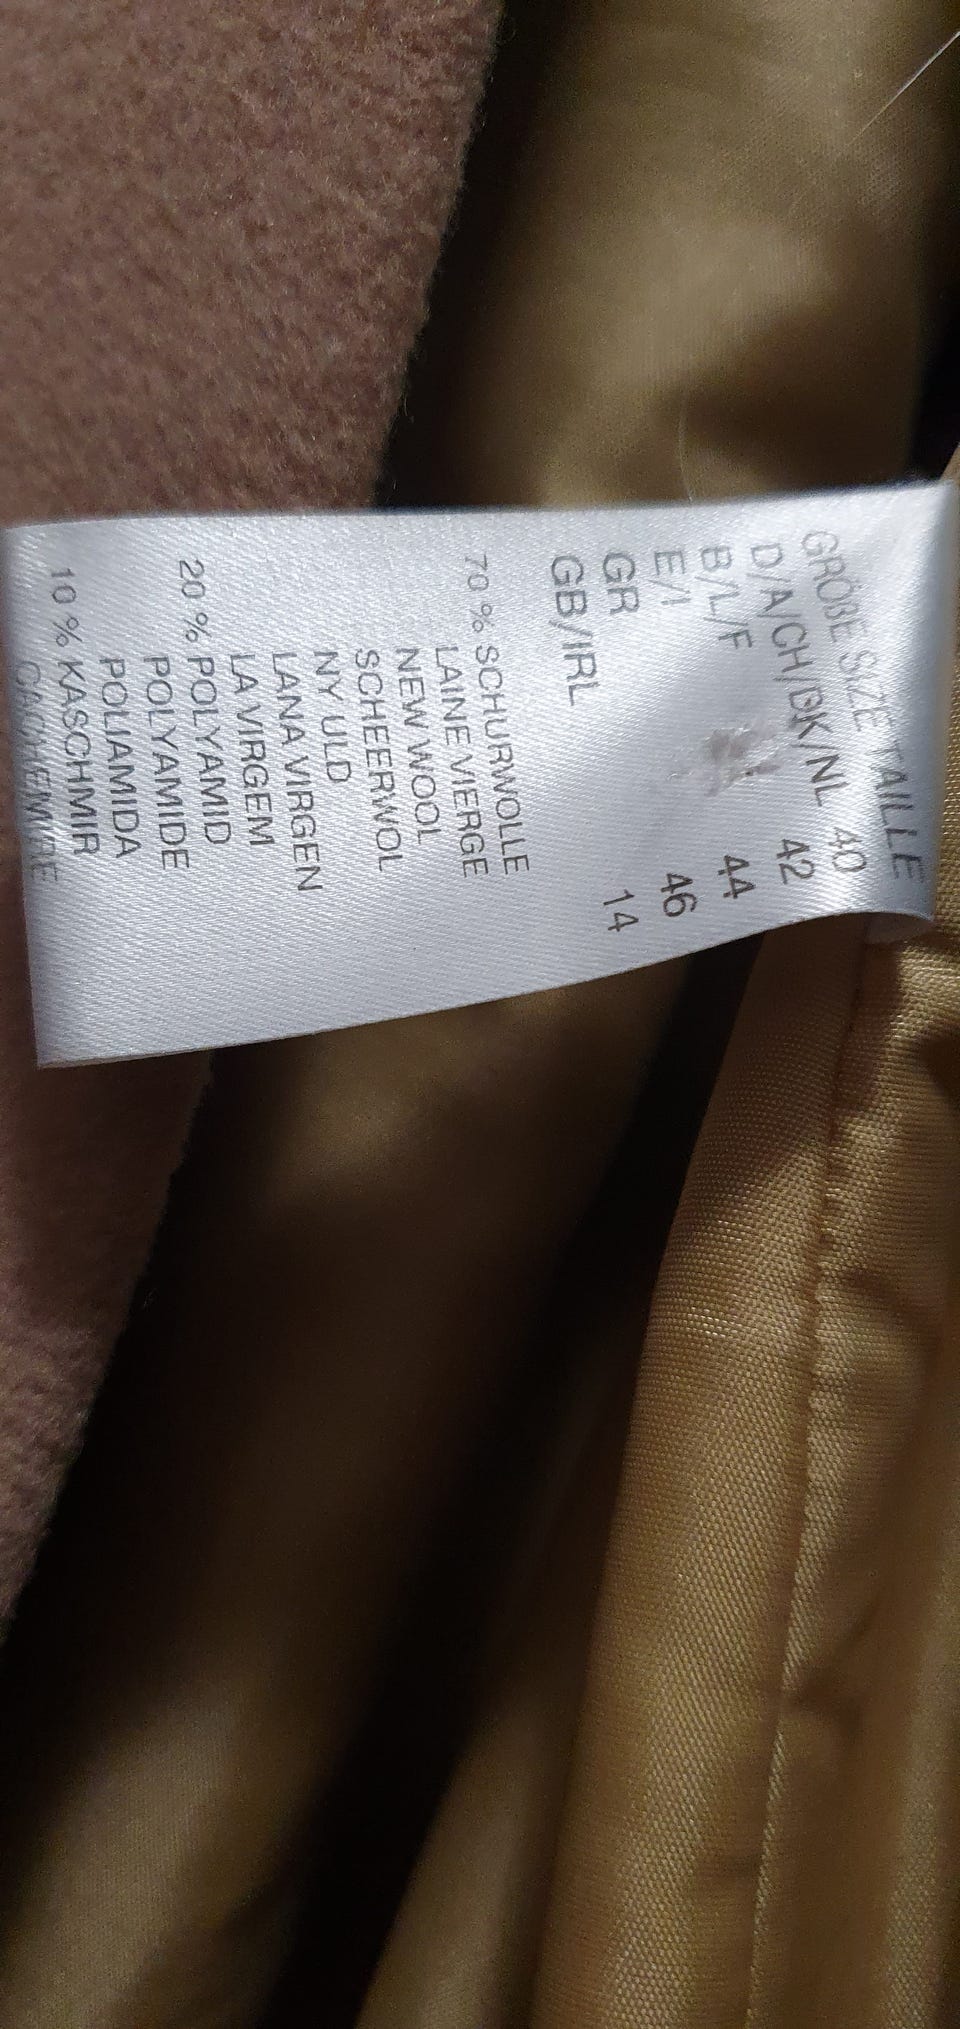 GRÖßE SIZE TAILLE
D/A/CH/DK/NL 40
B/L/F 42
E/I 44
GR 46
GB/IRL 14
70 % SCHURWOLLE
LAINE VIERGE
NEW WOOL
SCHEERWOL
NY ULD
LANA VIRGEN
LA VIRGEM
20 % POLYAMID
POLYAMIDE
POLIAMIDA
10 % KASCHMIR
CACHEMIRE